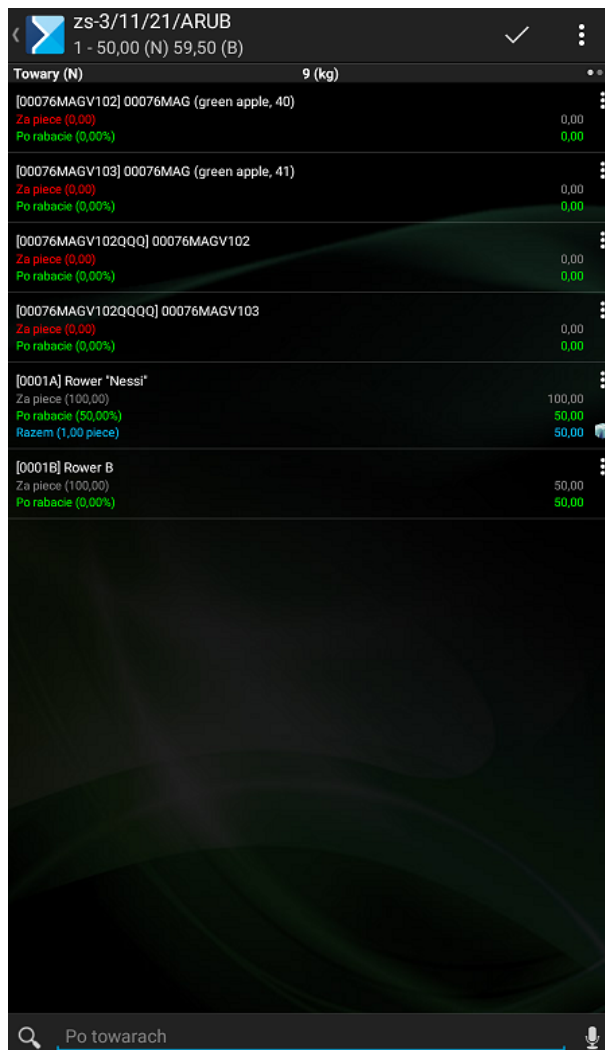 zs-3/11/21/ARUB
1 - 50,00 (N) 59,50 (B)
Towary (N) 9 (kg)
[00076MAGV102] 00076MAG (green apple, 40)
Za piece (0,00) 0,00
Po rabacie (0,00%) 0,00
[00076MAGV103] 00076MAG (green apple, 41)
Za piece (0,00) 0,00
Po rabacie (0,00%) 0,00
[00076MAGV102QQQ] 00076MAGV102
Za piece (0,00) 0,00
Po rabacie (0,00%) 0,00
[00076MAGV102QQQQ] 00076MAGV103
Za piece (0,00) 0,00
Po rabacie (0,00%) 0,00
[0001A] Rower "Nessi"
Za piece (100,00) 100,00
Po rabacie (50,00%) 50,00
Razem (1,00 piece) 50,00
[0001B] Rower B
Za piece (100,00) 50,00
Po rabacie (0,00%) 50,00
Po towarach